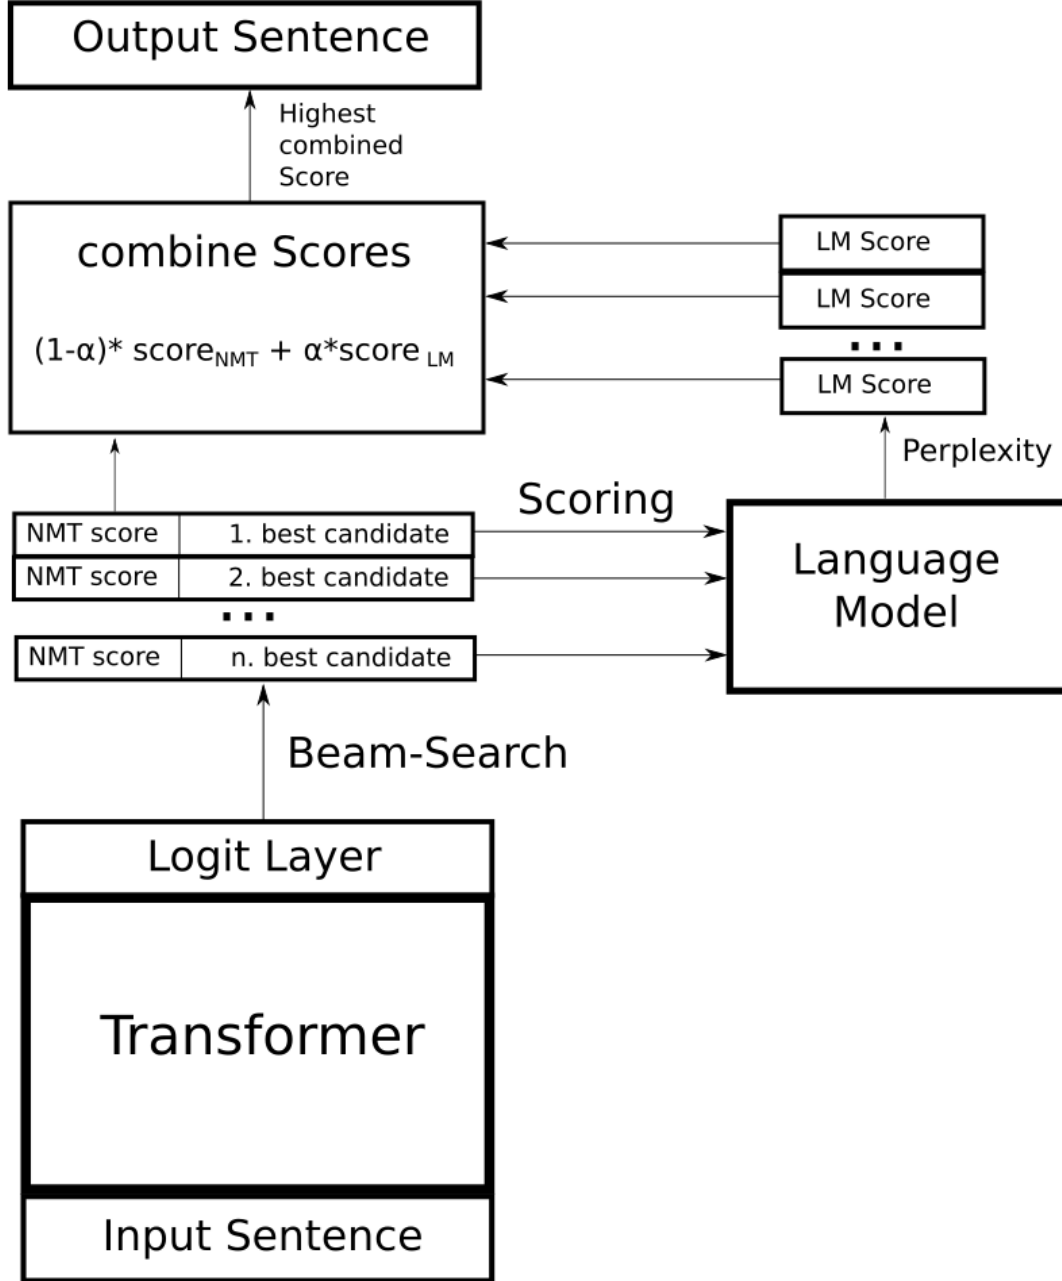 Output Sentence
Highest
combined
Score
combine Scores
(1-α)* score NMT + α*score LM
LM Score
LM Score
...
LM Score
Perplexity
Scoring
NMT score 1. best candidate
NMT score 2. best candidate
...
NMT score n. best candidate
Language
Model
Beam-Search
Logit Layer
Transformer
Input Sentence